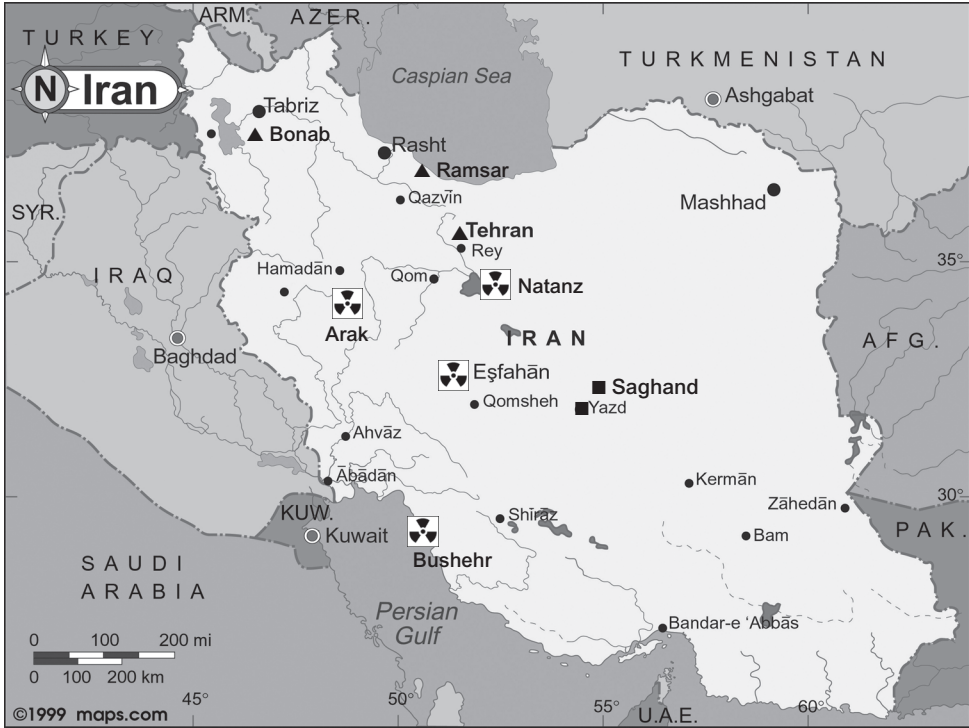 ARM.
AZER.
TURKEY
Caspian Sea
TURKMENISTAN
N Iran
Ashgabat
Tabriz
Bonab
Rasht
Ramsar
Mashhad
Qazvīn
SYR.
Tehran
Rey
35°
IRAQ
Hamadān
Qom
Natanz
Arak
IRAN
AFG.
Baghdad
Eşfahān
Saghand
Qomsheh
Yazd
Ahvāz
Ābādān
Kermān
30°
Zāhedān
KUW.
Shīrāz
PAK.
Kuwait
Bam
Bushehr
SAUDI
ARABIA
Persian
Gulf
Bandar-e ‘Abbās
0 100 200 mi
0 100 200 km
45°
50°
55°
60°
U.A.E.
©1999 maps.com